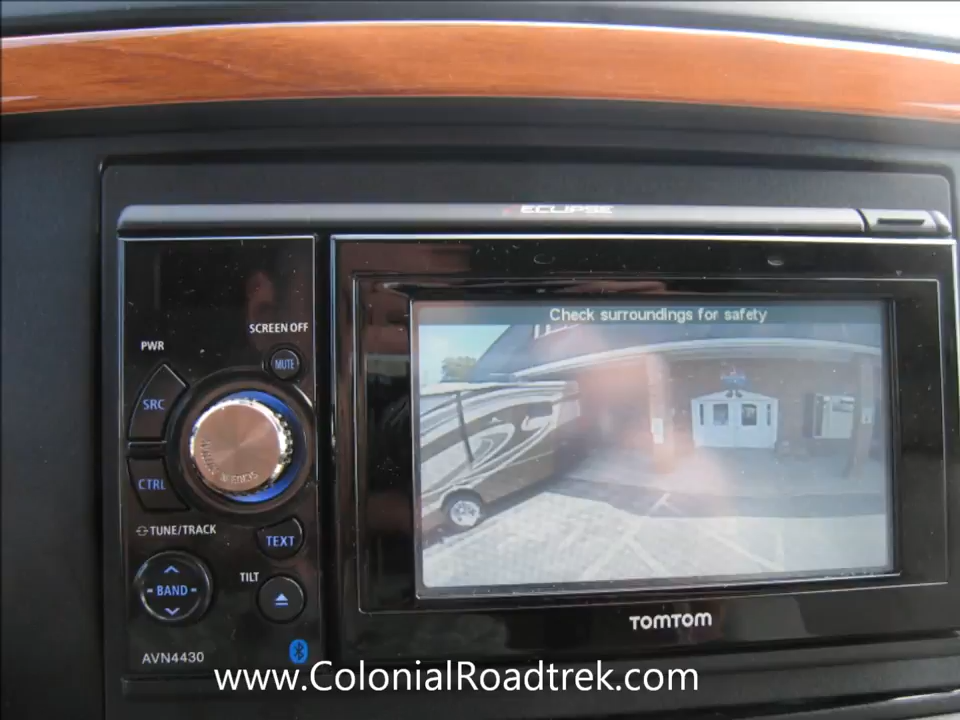 ECLIPSE
SCREEN OFF
PWR
MUTE
SRC
CTRL
TUNE/TRACK
TEXT
BAND
TILT
AVN4430
Check surroundings for safety
TOMTOM
www.ColonialRoadtrek.com